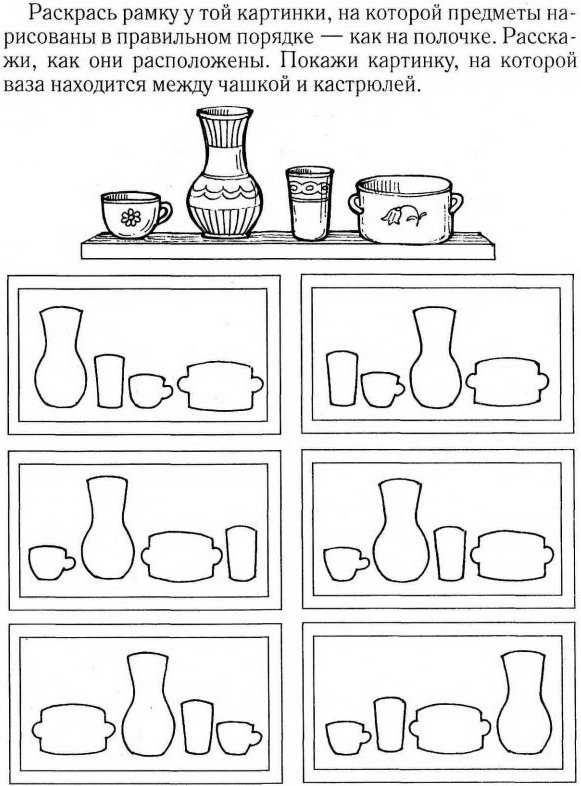 Раскрась рамку у той картинки, на которой предметы на-
рисованы в правильном порядке — как на полочке. Расска-
жи, как они расположены. Покажи картинку, на которой
ваза находится между чашкой и кастрюлей.